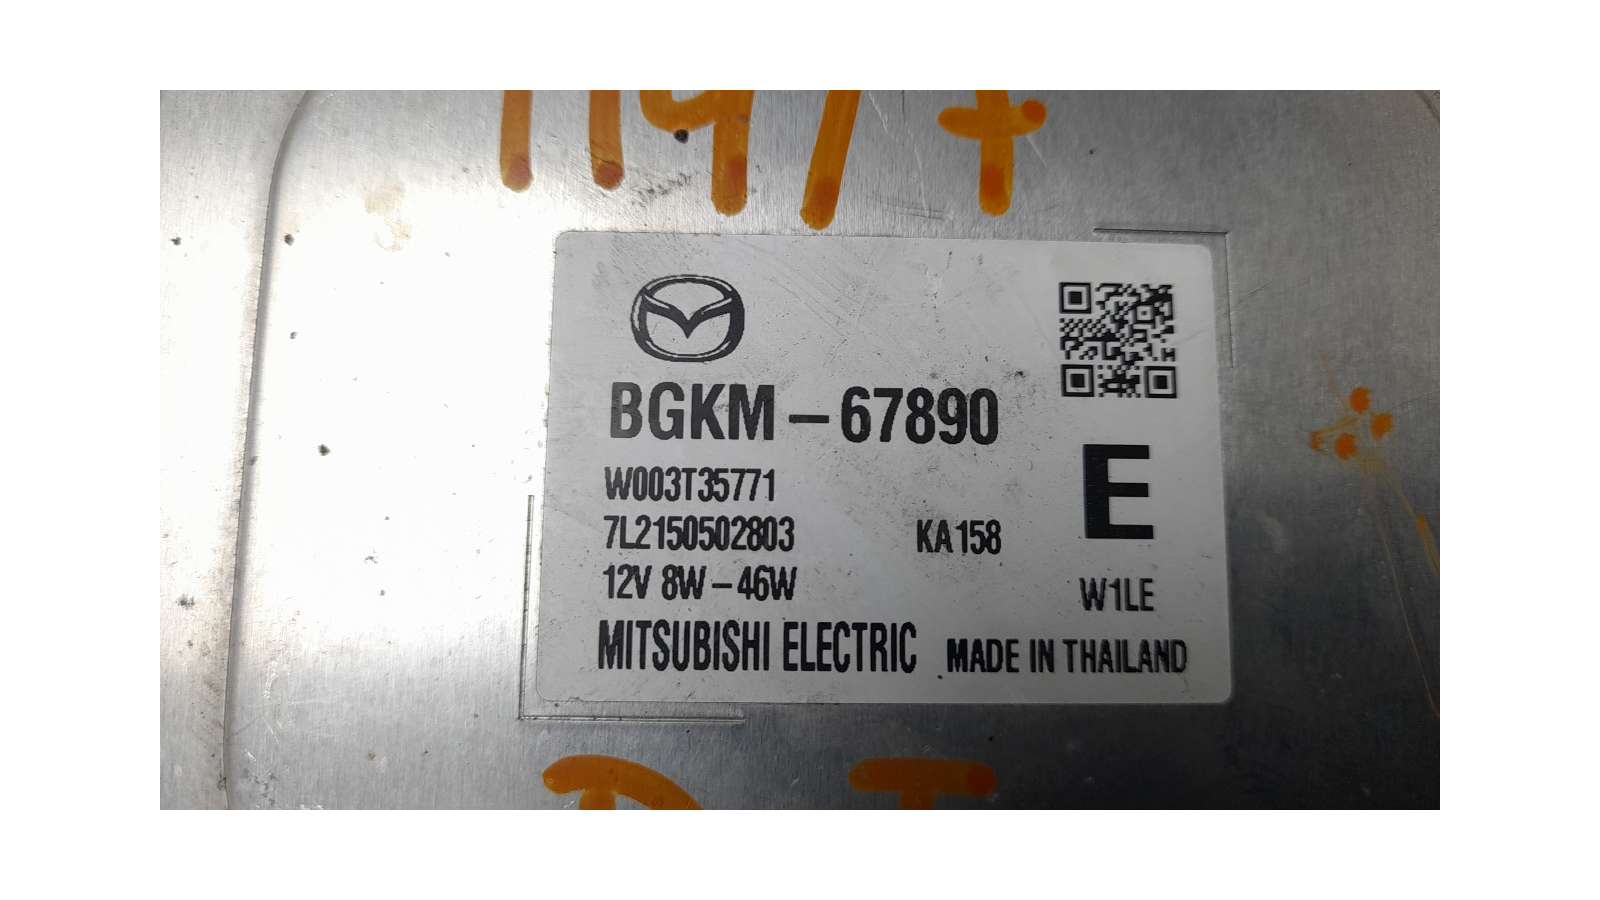 BGKM-67890
E
W003T35771
7L2150502803 KA158
12V 8W-46W W1LE
MITSUBISHI ELECTRIC MADE IN THAILAND